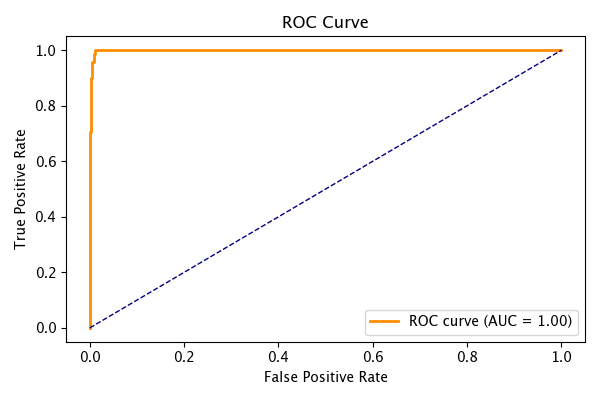 ROC Curve
True Positive Rate
1.0
0.8
0.6
0.4
0.2
0.0
ROC curve (AUC = 1.00)
0.0 0.2 0.4 0.6 0.8 1.0
False Positive Rate